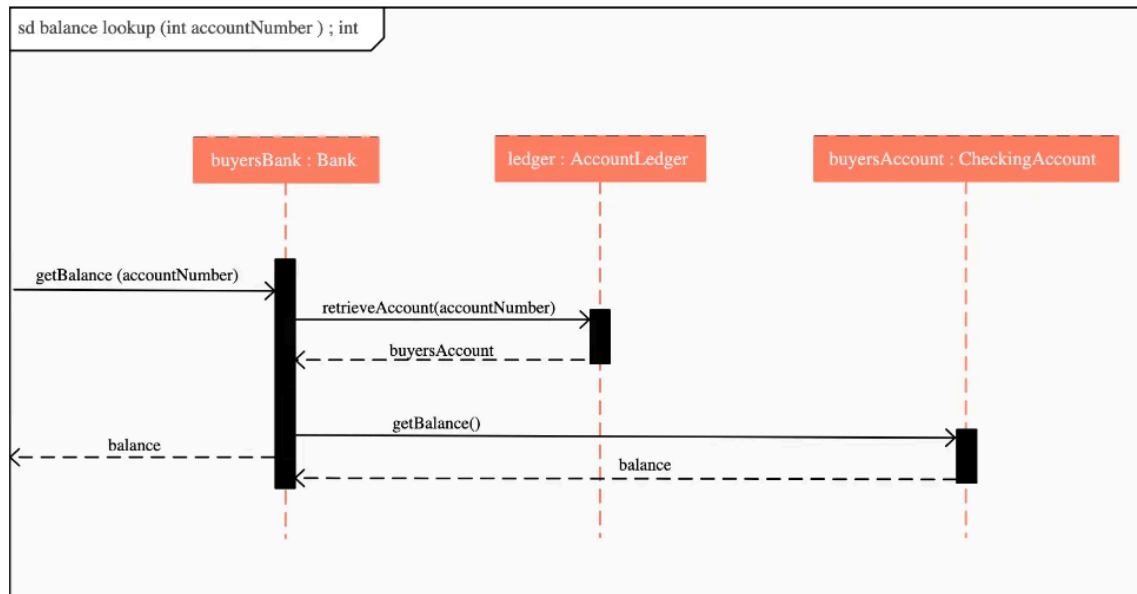 sd balance lookup (int accountNumber ) ; int
buyersBank : Bank
ledger : AccountLedger
buyersAccount : CheckingAccount
getBalance (accountNumber)
retrieveAccount(accountNumber)
buyersAccount
getBalance()
balance
balance